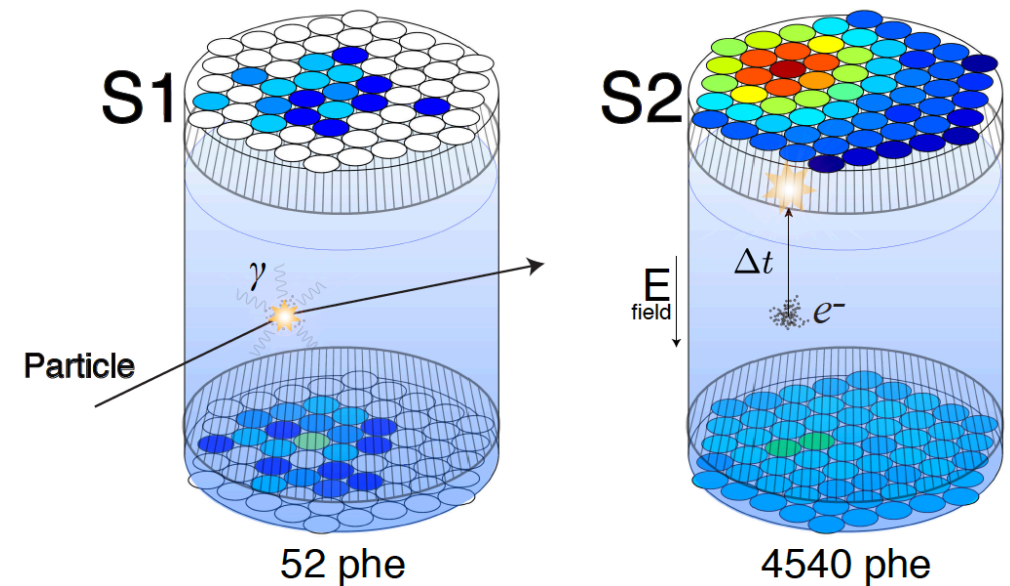 S1
γ
Particle
52 phe
S2
Δt
E
field
e-
4540 phe